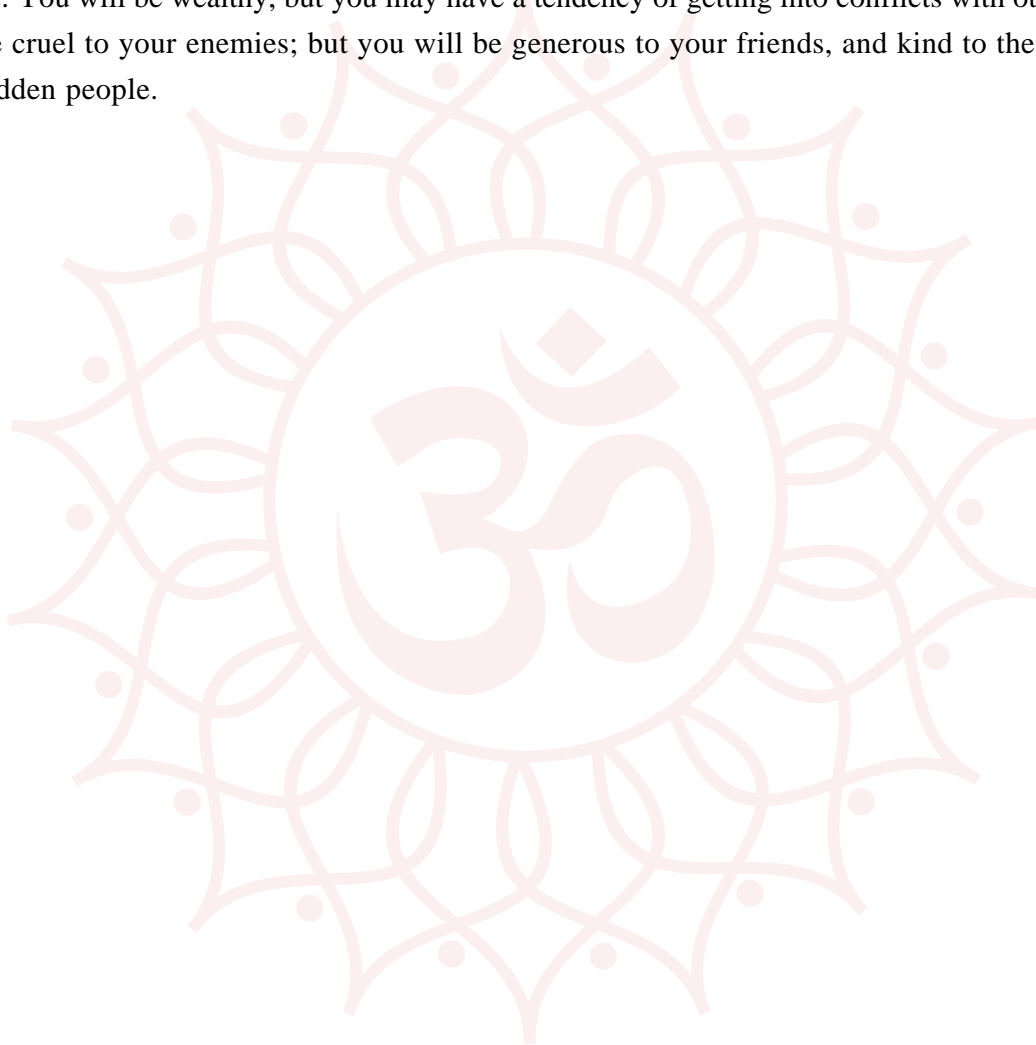 You will be wealthy, but you may have a tendency of getting into conflicts with
cruel to your enemies; but you will be generous to your friends, and kind to the
dden people.
ॐ